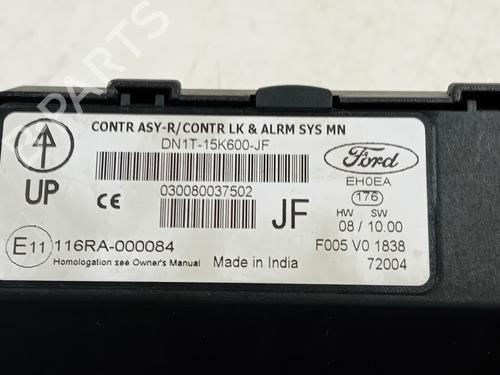 CONTR ASY-R/CONTR LK & ALRM SYS MN
DN1T-15K600-JF
Ford
UP
CE
030080037502
JF
EH0EA
176
HW SW
08 / 10.00
E11 116RA-000084
F005 V0 1838
Homologation see Owner's Manual
Made in India
72004
PARTS